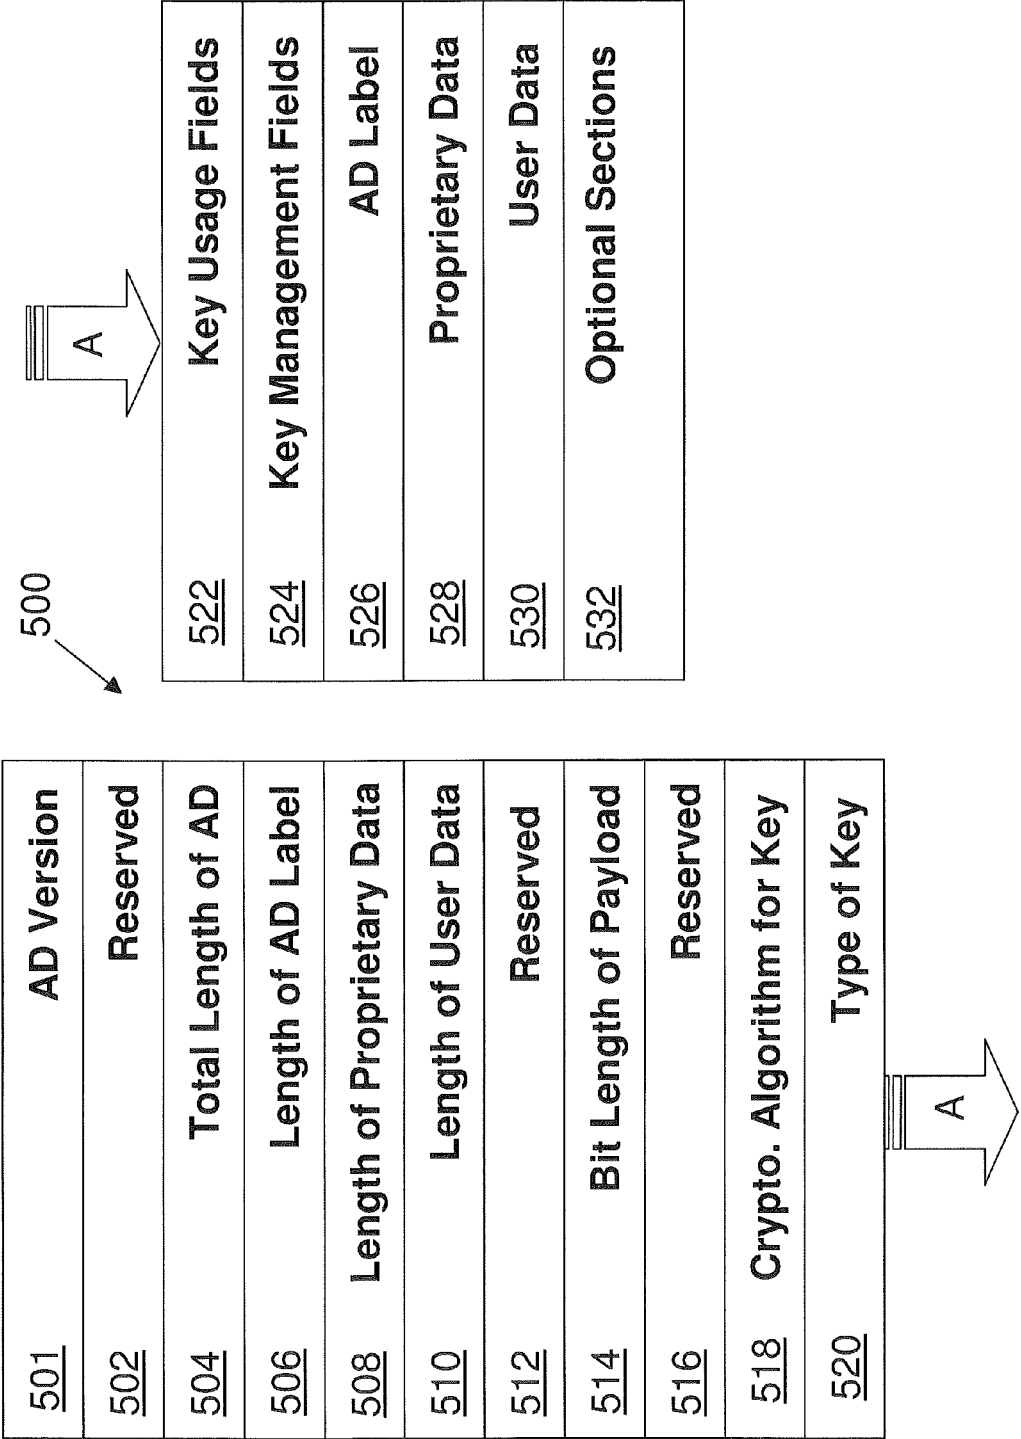 500
501 AD Version
502 Reserved
504 Total Length of AD
506 Length of AD Label
508 Length of Proprietary Data
510 Length of User Data
512 Reserved
514 Bit Length of Payload
516 Reserved
518 Crypto. Algorithm for Key
520 Type of Key
A
A
522 Key Usage Fields
524 Key Management Fields
526 AD Label
528 Proprietary Data
530 User Data
532 Optional Sections